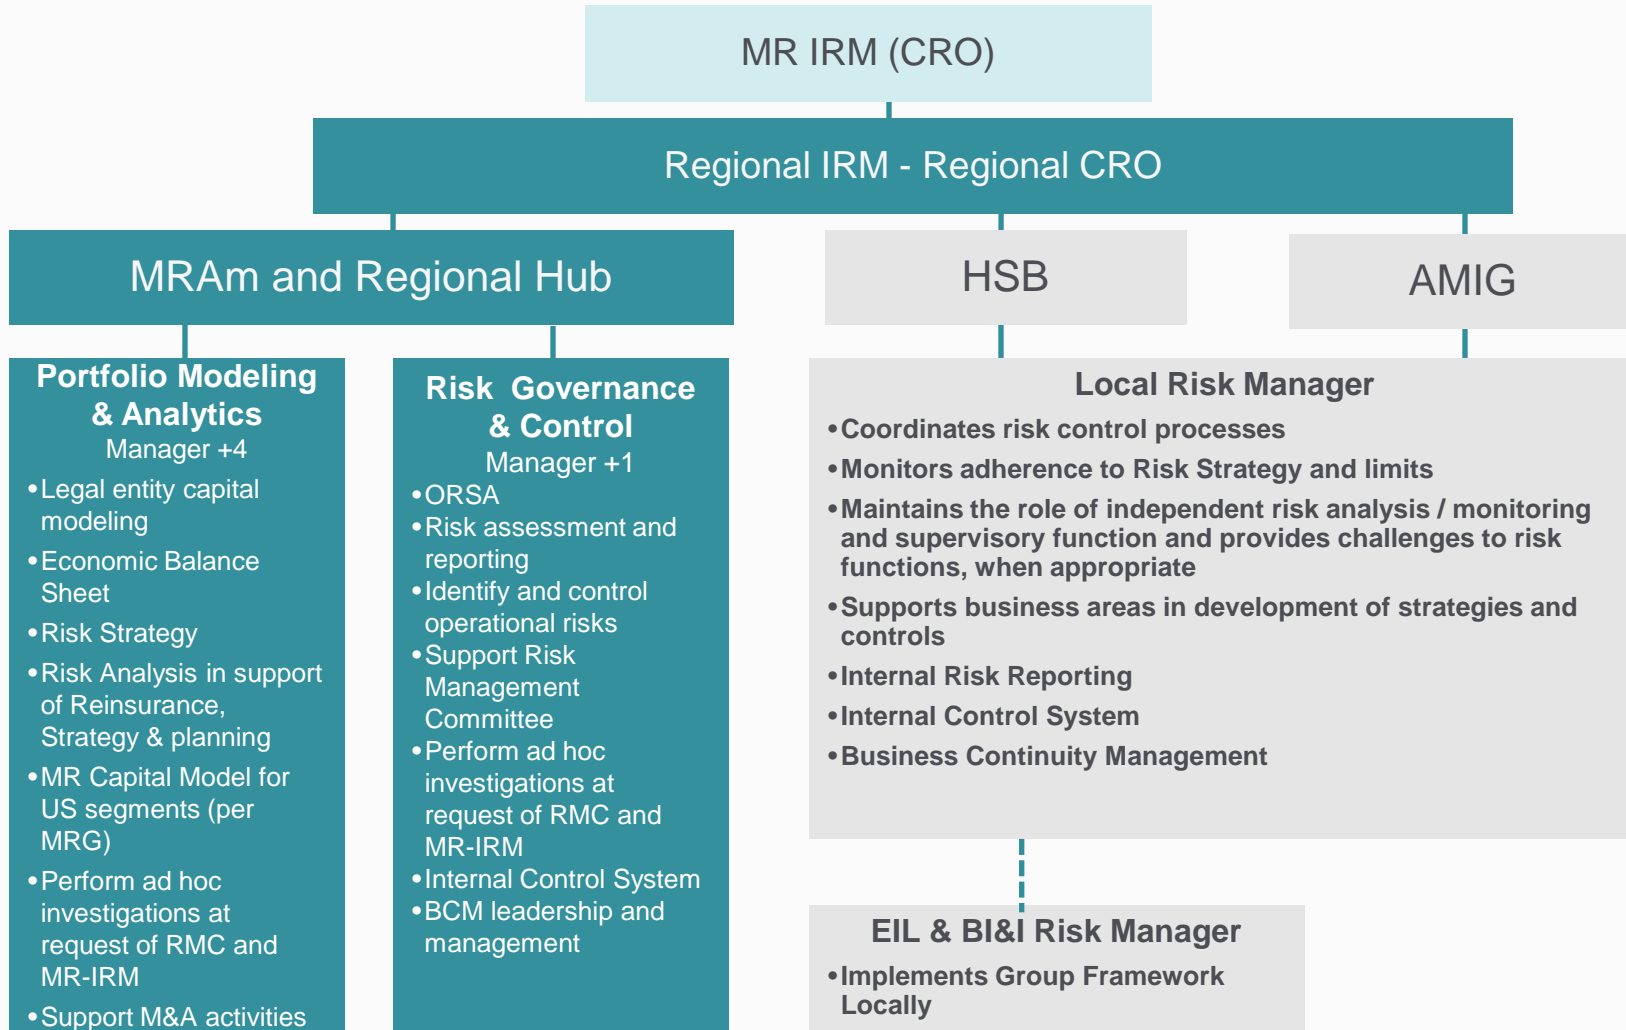 MR IRM (CRO)
Regional IRM - Regional CRO
MRAm and Regional Hub
HSB
AMIG
Portfolio Modeling
& Analytics
Manager +4
•Legal entity capital
modeling
•Economic Balance
Sheet
•Risk Strategy
•Risk Analysis in support
of Reinsurance,
Strategy & planning
•MR Capital Model for
US segments (per
MRG)
•Perform ad hoc
investigations at
request of RMC and
MR-IRM
•Support M&A activities
Risk Governance
& Control
Manager +1
•ORSA
•Risk assessment and
reporting
•Identify and control
operational risks
•Support Risk
Management
Committee
•Perform ad hoc
investigations at
request of RMC and
MR-IRM
•Internal Control System
•BCM leadership and
management
Local Risk Manager
•Coordinates risk control processes
•Monitors adherence to Risk Strategy and limits
•Maintains the role of independent risk analysis / monitoring
and supervisory function and provides challenges to risk
functions, when appropriate
•Supports business areas in development of strategies and
controls
•Internal Risk Reporting
•Internal Control System
•Business Continuity Management
EIL & BI&I Risk Manager
•Implements Group Framework
Locally